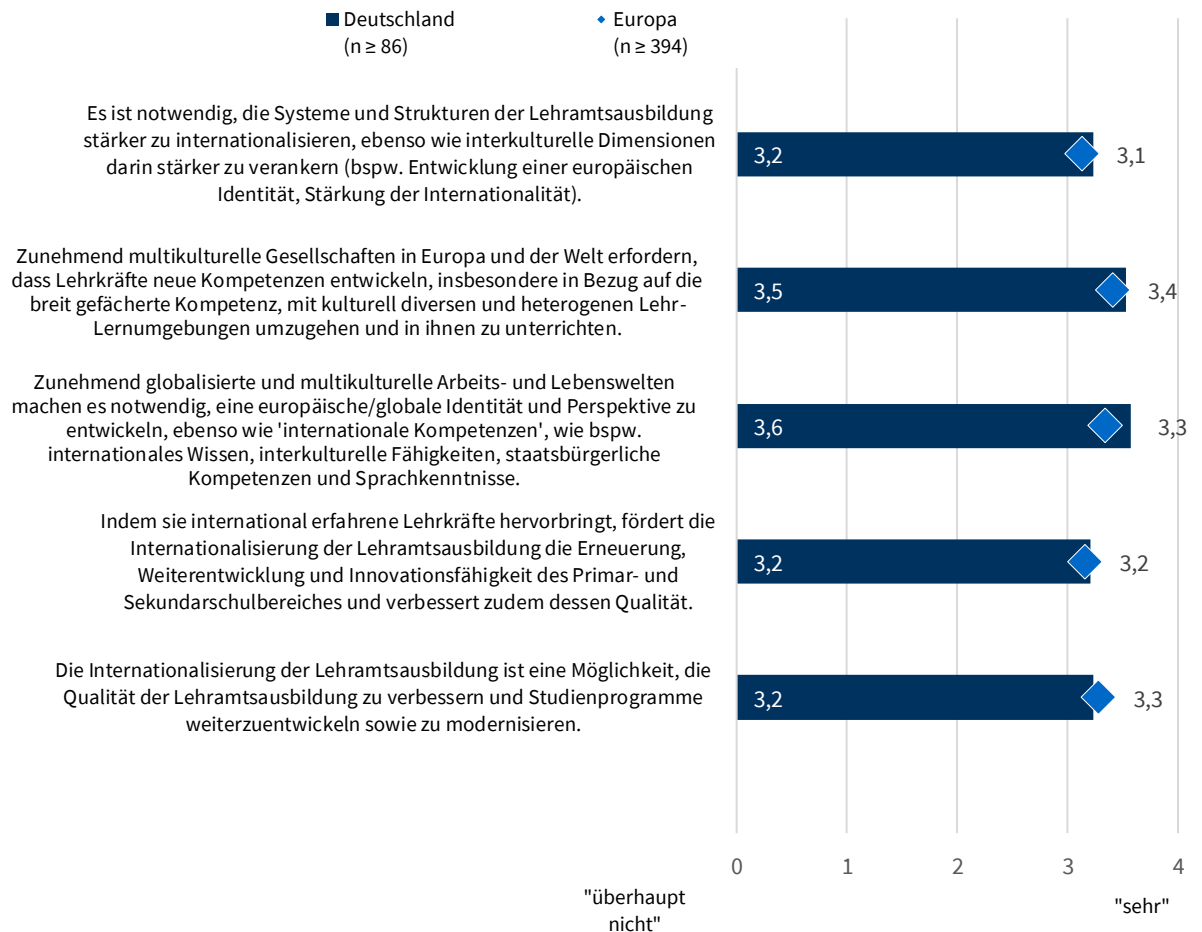 Deutschland
(n ≥ 86)
Europa
(n ≥ 394)
Es ist notwendig, die Systeme und Strukturen der Lehramtsausbildung
stärker zu internationalisieren, ebenso wie interkulturelle Dimensionen
darin stärker zu verankern (bspw. Entwicklung einer europäischen
Identität, Stärkung der Internationalität).
3,2
3,1
Zunehmend multikulturelle Gesellschaften in Europa und der Welt erfordern,
dass Lehrkräfte neue Kompetenzen entwickeln, insbesondere in Bezug auf die
breit gefächerte Kompetenz, mit kulturell diversen und heterogenen Lehr-
Lernumgebungen umzugehen und in ihnen zu unterrichten.
3,5
3,4
Zunehmend globalisierte und multikulturelle Arbeits- und Lebenswelten
machen es notwendig, eine europäische/globale Identität und Perspektive zu
entwickeln, ebenso wie 'internationale Kompetenzen', wie bspw.
internationales Wissen, interkulturelle Fähigkeiten, staatsbürgerliche
Kompetenzen und Sprachkenntnisse.
3,6
3,3
Indem sie international erfahrene Lehrkräfte hervorbringt, fördert die
Internationalisierung der Lehramtsausbildung die Erneuerung,
Weiterentwicklung und Innovationsfähigkeit des Primar- und
Sekundarschulbereiches und verbessert zudem dessen Qualität.
3,2
3,2
Die Internationalisierung der Lehramtsausbildung ist eine Möglichkeit, die
Qualität der Lehramtsausbildung zu verbessern und Studienprogramme
weiterzuentwickeln sowie zu modernisieren.
3,2
3,3
0 1 2 3 4
"überhaupt
nicht"
"sehr"